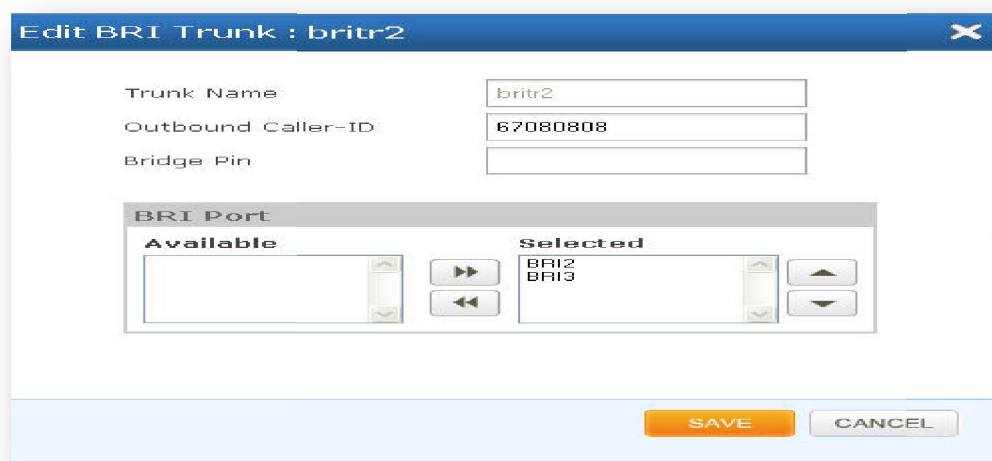 Edit BRI Trunk : britr2
Trunk Name britr2
Outbound Caller-ID 67080808
Bridge Pin
BRI Port
Available Selected
BRI2
BRI3
SAVE CANCEL